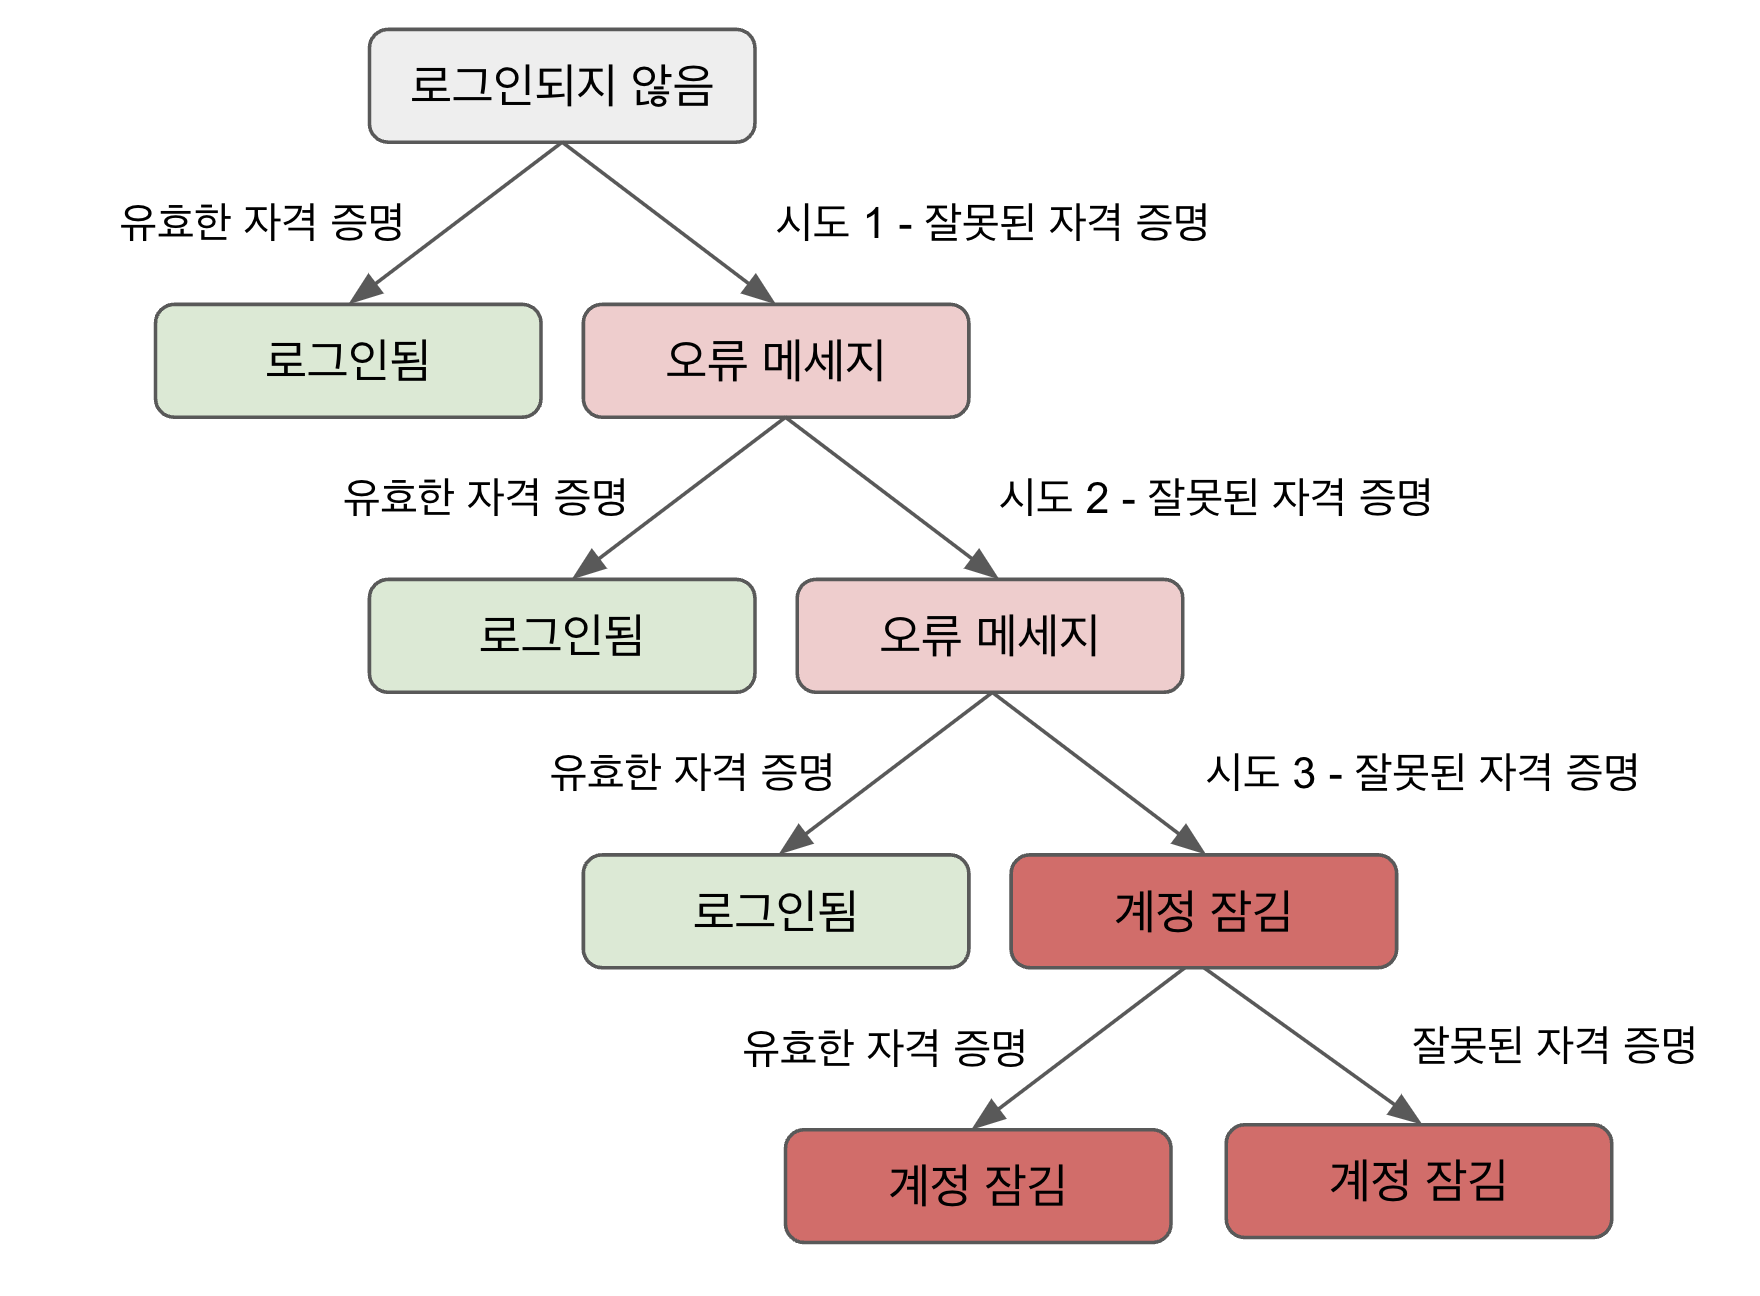 로그인되지 않음
유효한 자격 증명
시도 1 - 잘못된 자격 증명
로그인됨
오류 메세지
유효한 자격 증명
시도 2 - 잘못된 자격 증명
로그인됨
오류 메세지
유효한 자격 증명
시도 3 - 잘못된 자격 증명
로그인됨
계정 잠김
유효한 자격 증명
잘못된 자격 증명
계정 잠김
계정 잠김